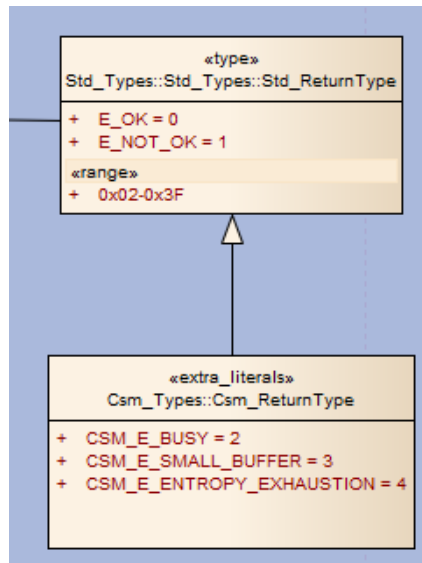 «type»
Std_Types::Std_Types::Std_ReturnType
+ E_OK = 0
+ E_NOT_OK = 1
«range»
+ 0x02-0x3F
«extra_literals»
Csm_Types::Csm_ReturnType
+ CSM_E_BUSY = 2
+ CSM_E_SMALL_BUFFER = 3
+ CSM_E_ENTROPY_EXHAUSTION = 4